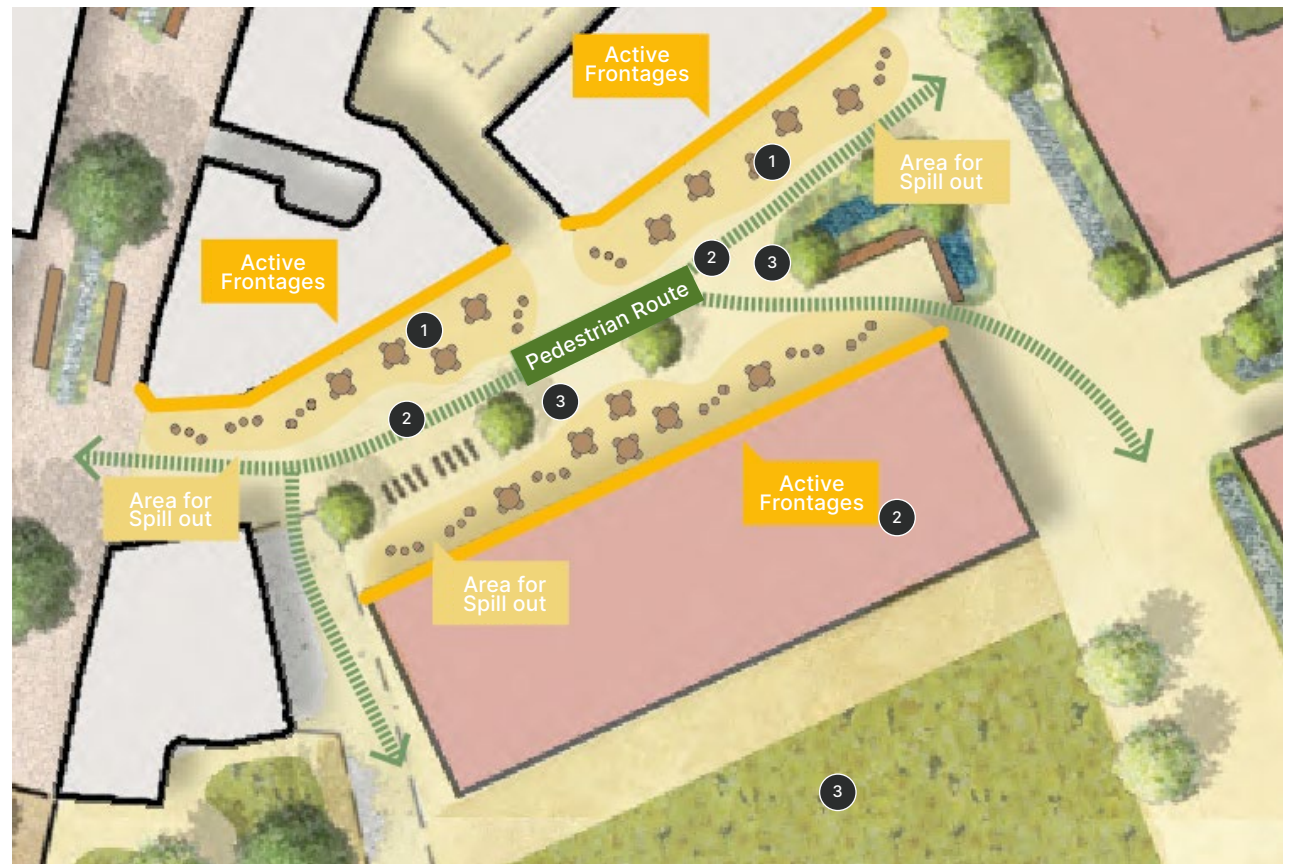 Active
Frontages
1
Area for
Spill out
Active
Frontages
2
3
Pedestrian Route
1
3
2
Area for
Spill out
Active
Frontages
2
Area for
Spill out
3